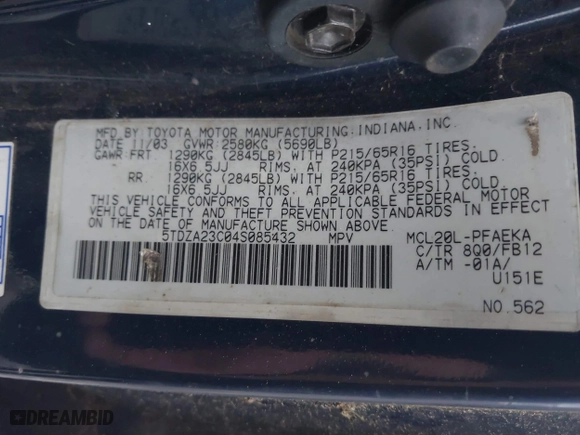 MFD. BY TOYOTA MOTOR MANUFACTURING, INDIANA, INC.
DATE 11/03 GVWR 2580KG (5690LB)
GAWR FRT 1290KG (2845LB) WITH P215/65R16 TIRES.
16X6.5JJ RIMS. AT 240KPA (35PSI) COLD
RR 1290KG (2845LB) WITH P215/65R16 TIRES.
16X6.5JJ RIMS. AT 240KPA (35PSI) COLD
THIS VEHICLE CONFORMS TO ALL APPLICABLE FEDERAL MOTOR
VEHICLE SAFETY AND THEFT PREVENTION STANDARDS IN EFFECT
ON THE DATE OF MANUFACTURE SHOWN ABOVE.
5TDZA23C04S085432 MPV MCL20L-PFAEKA
C/TR 8Q0/FB12
A/TM -01A/
U151E
NO.562
DREAMBID